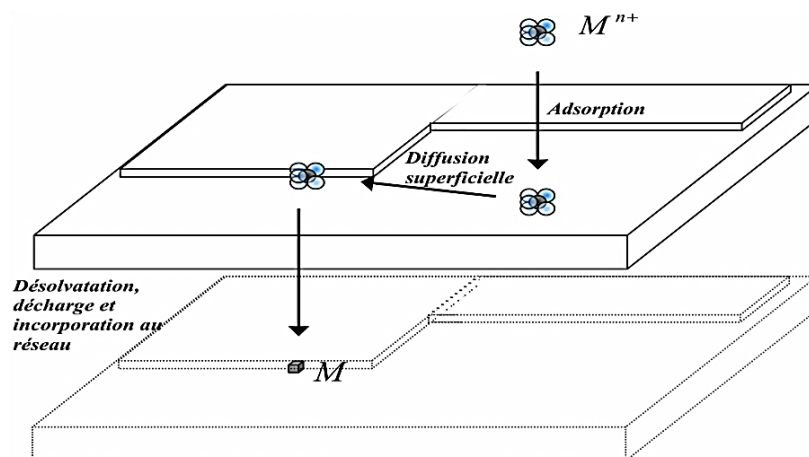 M n+
Adsorption
Diffusion
superficielle
Désolvatation,
décharge et
incorporation au
réseau
M